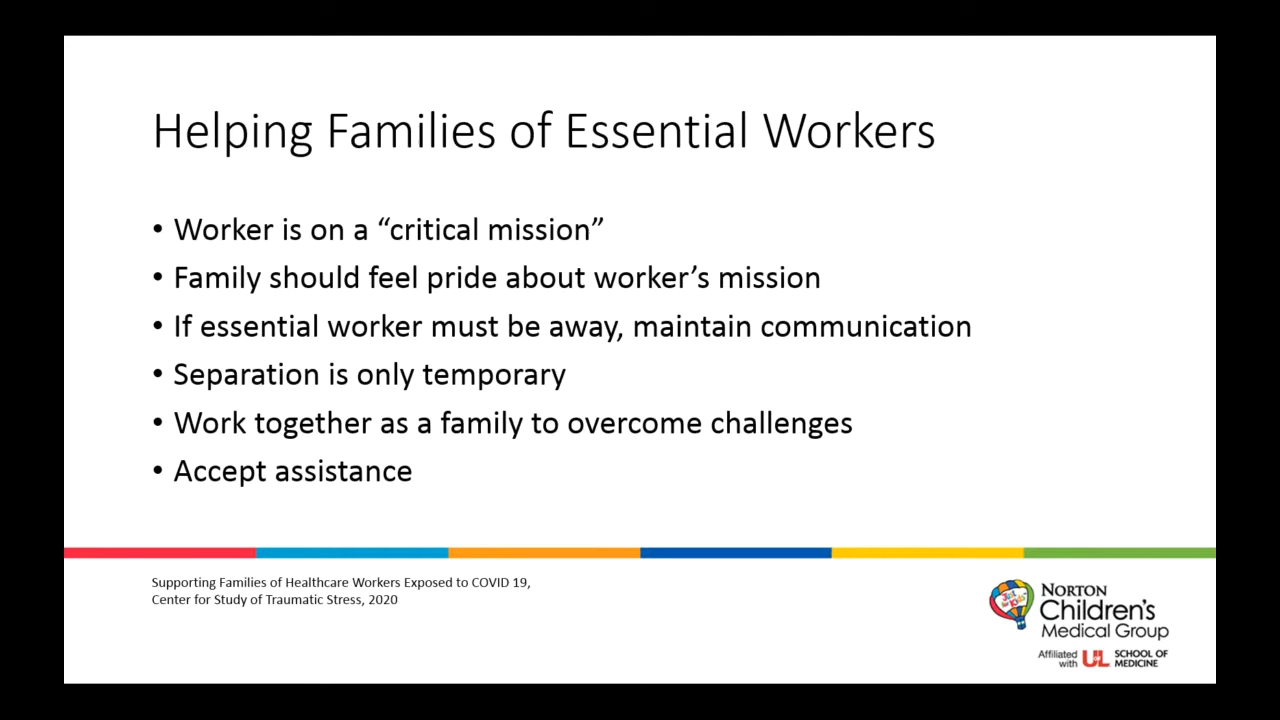 Helping Families of Essential Workers
• Worker is on a “critical mission”
• Family should feel pride about worker’s mission
• If essential worker must be away, maintain communication
• Separation is only temporary
• Work together as a family to overcome challenges
• Accept assistance
Supporting Families of Healthcare Workers Exposed to COVID 19,
Center for Study of Traumatic Stress, 2020
Just
for Kids
NORTON
Children’s
Medical Group
Affiliated
with
UL
SCHOOL OF
MEDICINE